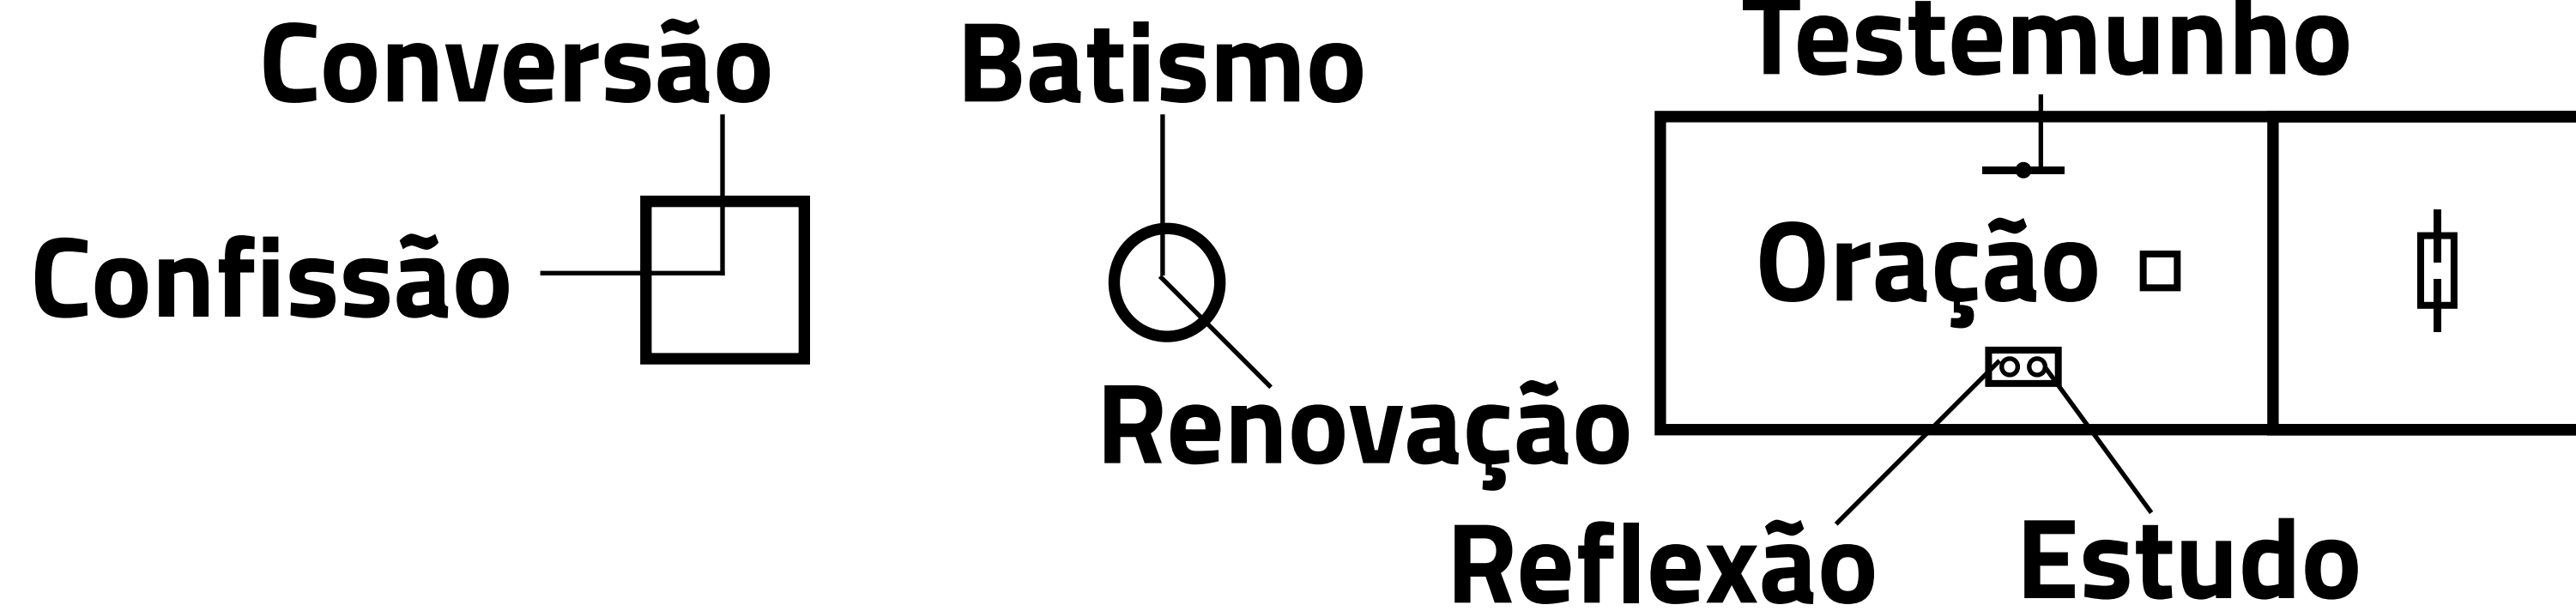 Conversão
Batismo
Testemunho
Confissão
Oração
Renovação
Reflexão
Estudo